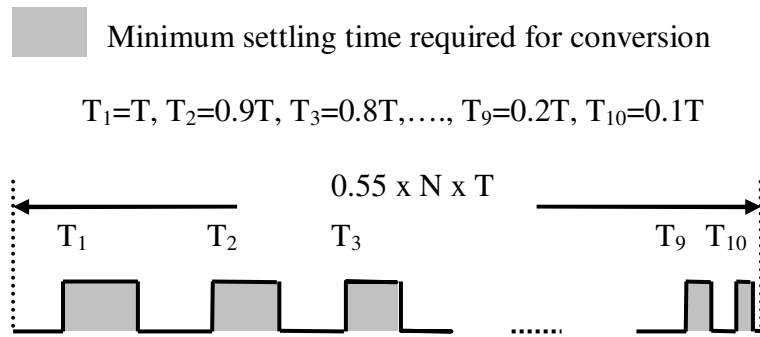 Minimum settling time required for conversion
T₁=T, T₂=0.9T, T₃=0.8T,…., T₉=0.2T, T₁₀=0.1T
0.55 x N x T
T₁ T₂ T₃ T₉ T₁₀